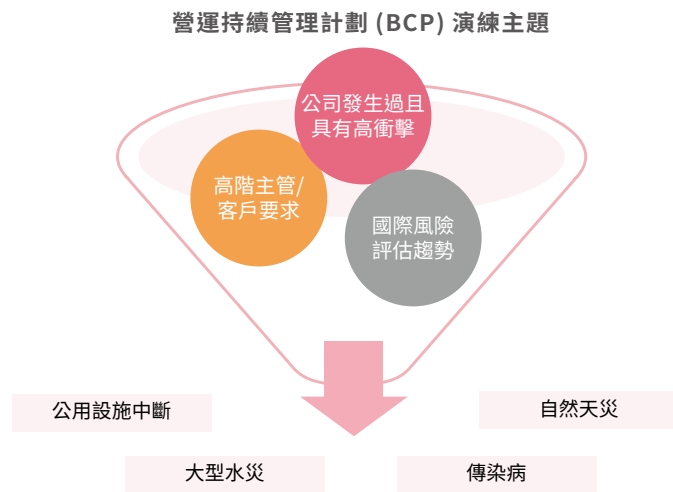 營運持續管理計劃 (BCP) 演練主題
公司發生過且
具有高衝擊
高階主管/
客戶要求
國際風險
評估趨勢
公用設施中斷
自然天災
大型水災
傳染病